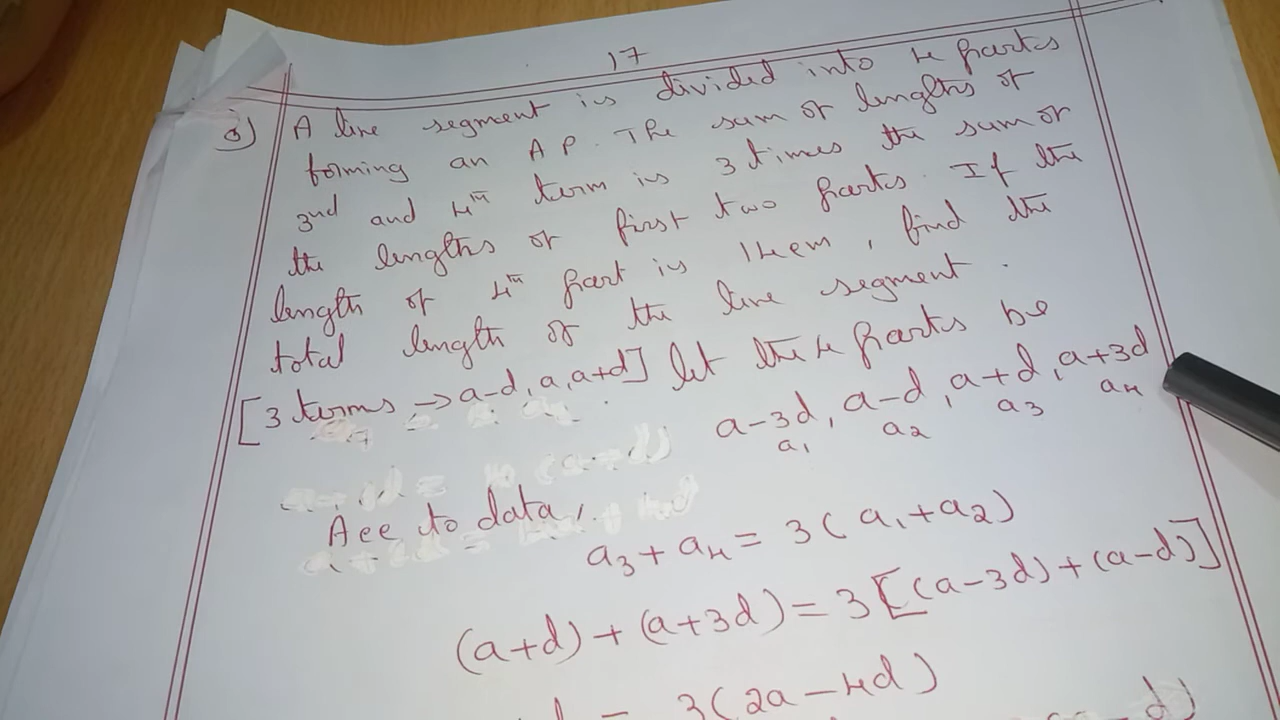 17
8) A line segment is divided into 4 parts
forming an AP. The sum of lengths of
3nd and 4th term is 3 times the sum of
the lengths of first two parts. If the
length of 4th part is 14cm, find the
total length of the line segment.
[3 terms → a-d, a, a+d] let the 4 parts be
a-3d, a-d, a+d, a+3d
a1 a2 a3 a4
Acc to data,
a3 + a4 = 3(a1+a2)
(a+d) + (a+3d) = 3[(a-3d)+(a-d)]
= 3(2a-4d)